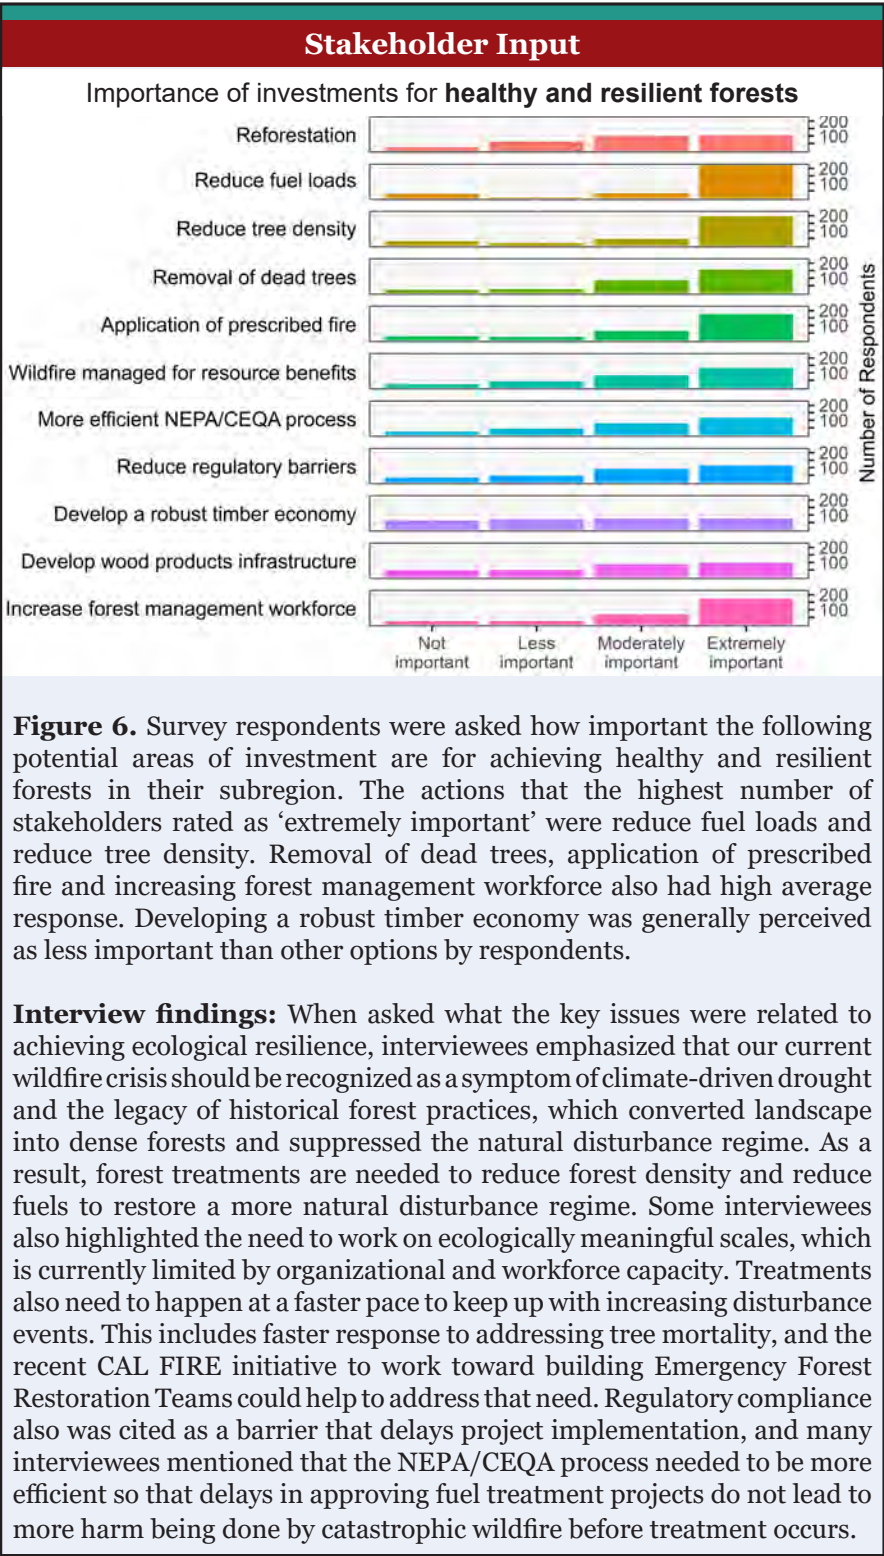 Stakeholder Input
Importance of investments for healthy and resilient forests
Reforestation
200
100
Reduce fuel loads
200
100
Reduce tree density
200
100
Removal of dead trees
200
100
Application of prescribed fire
200
100
Wildfire managed for resource benefits
200
100
More efficient NEPA/CEQA process
200
100
Reduce regulatory barriers
200
100
Develop a robust timber economy
200
100
Develop wood products infrastructure
200
100
Increase forest management workforce
200
100
Number of Respondents
Not
important
Less
important
Moderately
important
Extremely
important
Figure 6. Survey respondents were asked how important the following
potential areas of investment are for achieving healthy and resilient
forests in their subregion. The actions that the highest number of
stakeholders rated as ‘extremely important’ were reduce fuel loads and
reduce tree density. Removal of dead trees, application of prescribed
fire and increasing forest management workforce also had high average
response. Developing a robust timber economy was generally perceived
as less important than other options by respondents.
Interview findings: When asked what the key issues were related to
achieving ecological resilience, interviewees emphasized that our current
wildfire crisis should be recognized as a symptom of climate-driven drought
and the legacy of historical forest practices, which converted landscape
into dense forests and suppressed the natural disturbance regime. As a
result, forest treatments are needed to reduce forest density and reduce
fuels to restore a more natural disturbance regime. Some interviewees
also highlighted the need to work on ecologically meaningful scales, which
is currently limited by organizational and workforce capacity. Treatments
also need to happen at a faster pace to keep up with increasing disturbance
events. This includes faster response to addressing tree mortality, and the
recent CAL FIRE initiative to work toward building Emergency Forest
Restoration Teams could help to address that need. Regulatory compliance
also was cited as a barrier that delays project implementation, and many
interviewees mentioned that the NEPA/CEQA process needed to be more
efficient so that delays in approving fuel treatment projects do not lead to
more harm being done by catastrophic wildfire before treatment occurs.